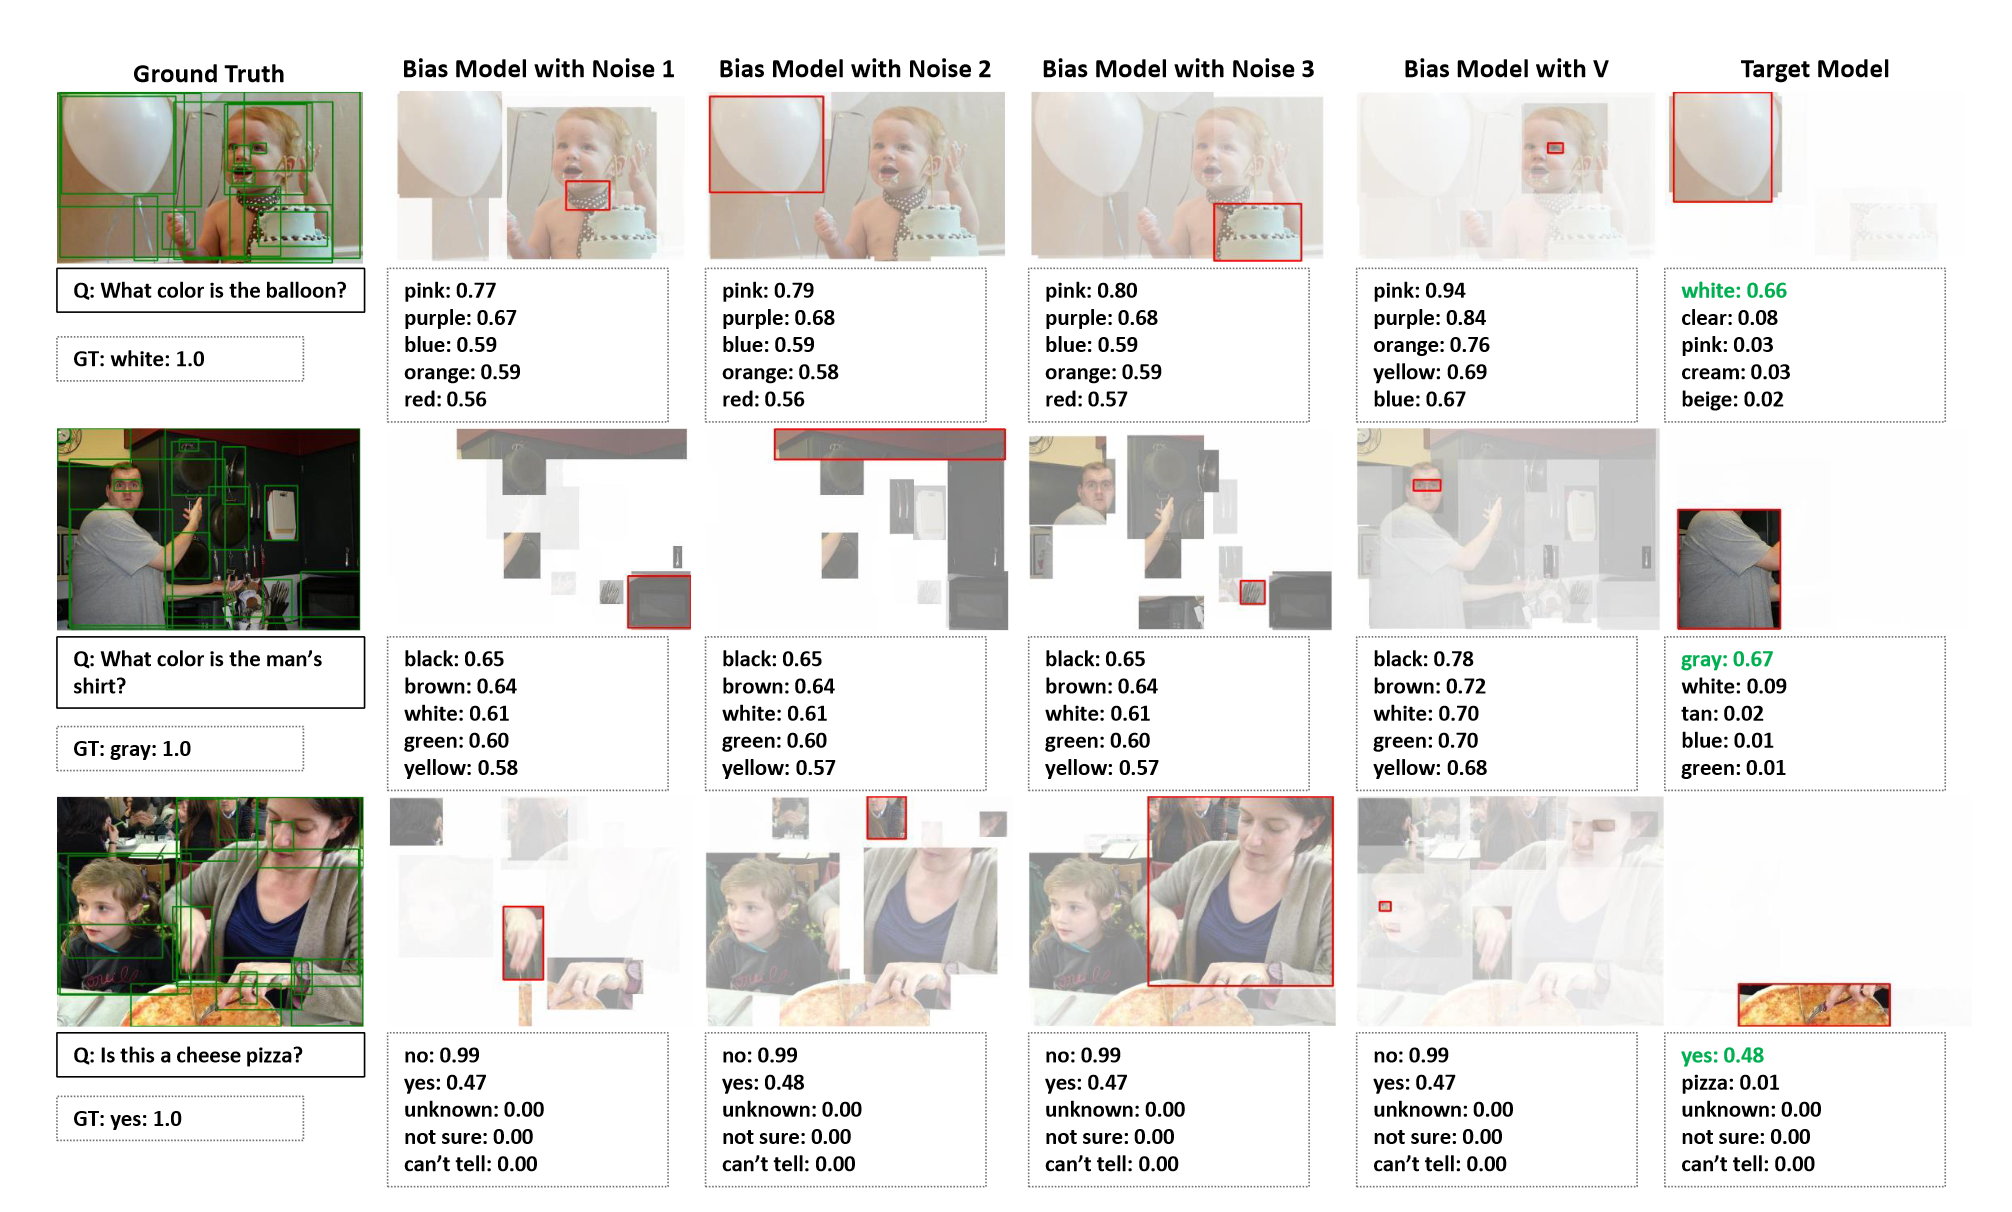 Ground Truth
Bias Model with Noise 1
Bias Model with Noise 2
Bias Model with Noise 3
Bias Model with V
Target Model
Q: What color is the balloon?
GT: white: 1.0
pink: 0.77
purple: 0.67
blue: 0.59
orange: 0.59
red: 0.56
pink: 0.79
purple: 0.68
blue: 0.59
orange: 0.58
red: 0.56
pink: 0.80
purple: 0.68
blue: 0.59
orange: 0.59
red: 0.57
pink: 0.94
purple: 0.84
orange: 0.76
yellow: 0.69
blue: 0.67
white: 0.66
clear: 0.08
pink: 0.03
cream: 0.03
beige: 0.02
Q: What color is the man's
shirt?
GT: gray: 1.0
black: 0.65
brown: 0.64
white: 0.61
green: 0.60
yellow: 0.58
black: 0.65
brown: 0.64
white: 0.61
green: 0.60
yellow: 0.57
black: 0.65
brown: 0.64
white: 0.61
green: 0.60
yellow: 0.57
black: 0.78
brown: 0.72
white: 0.70
green: 0.70
yellow: 0.68
gray: 0.67
white: 0.09
tan: 0.02
blue: 0.01
green: 0.01
Q: Is this a cheese pizza?
GT: yes: 1.0
no: 0.99
yes: 0.47
unknown: 0.00
not sure: 0.00
can't tell: 0.00
no: 0.99
yes: 0.48
unknown: 0.00
not sure: 0.00
can't tell: 0.00
no: 0.99
yes: 0.47
unknown: 0.00
not sure: 0.00
can't tell: 0.00
no: 0.99
yes: 0.47
unknown: 0.00
not sure: 0.00
can't tell: 0.00
yes: 0.48
pizza: 0.01
unknown: 0.00
not sure: 0.00
can't tell: 0.00